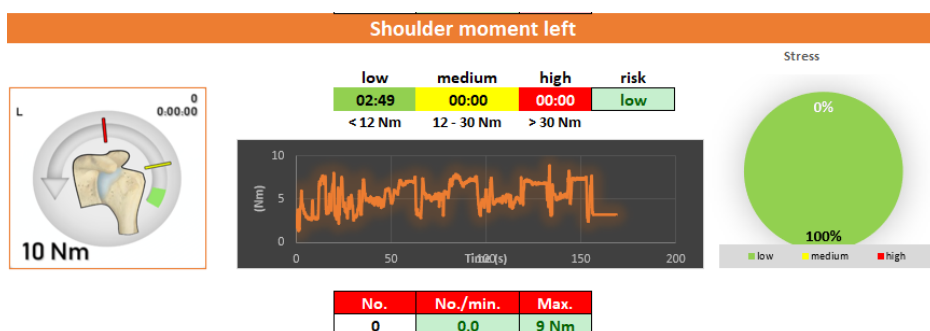 Shoulder moment left
Stress
low medium high risk
02:49 00:00 00:00 low
< 12 Nm 12 - 30 Nm > 30 Nm
L
0
0:00:00
10 Nm
10
5
0
(Nm)
0 50 100 150 200
Time (s)
0%
100%
low medium high
No. No./min. Max.
0 0.0 9 Nm